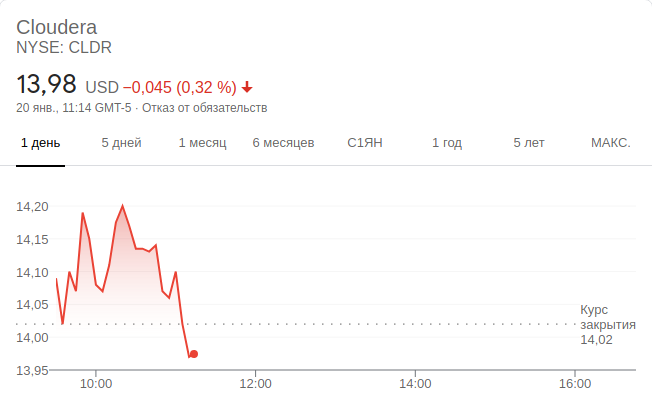 Cloudera
NYSE: CLDR
13,98 USD −0,045 (0,32 %)
20 янв., 11:14 GMT-5 · Отказ от обязательств
1 день 5 дней 1 месяц 6 месяцев С1ЯН 1 год 5 лет МАКС.
14,20
14,15
14,10
14,05
14,00
13,95
Курс
закрытия
14,02
10:00 12:00 14:00 16:00